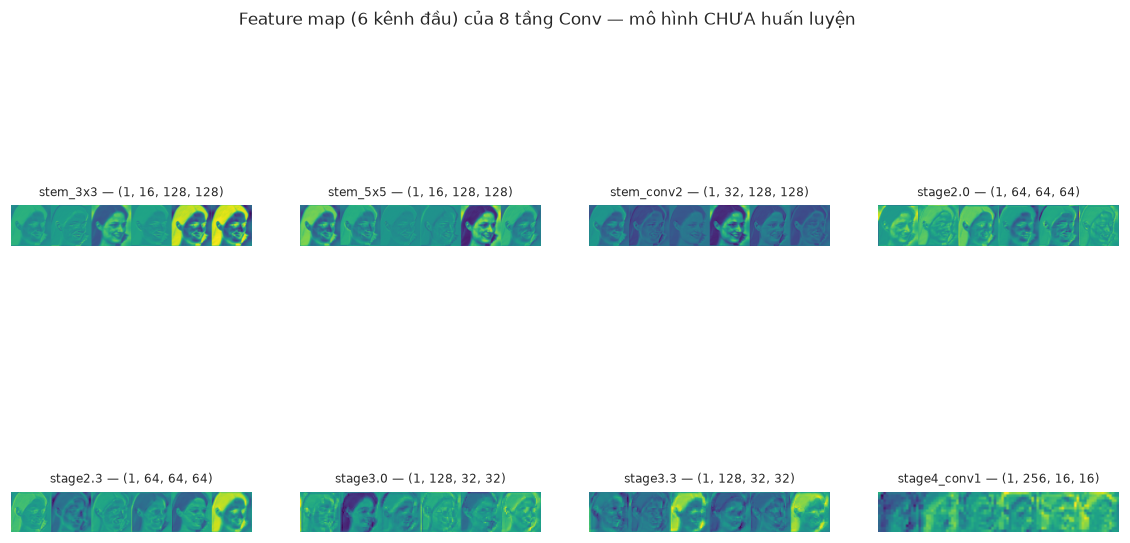 Feature map (6 kênh đầu) của 8 tầng Conv — mô hình CHƯA huấn luyện
stem_3x3 — (1, 16, 128, 128)
stem_5x5 — (1, 16, 128, 128)
stem_conv2 — (1, 32, 128, 128)
stage2.0 — (1, 64, 64, 64)
stage2.3 — (1, 64, 64, 64)
stage3.0 — (1, 128, 32, 32)
stage3.3 — (1, 128, 32, 32)
stage4_conv1 — (1, 256, 16, 16)